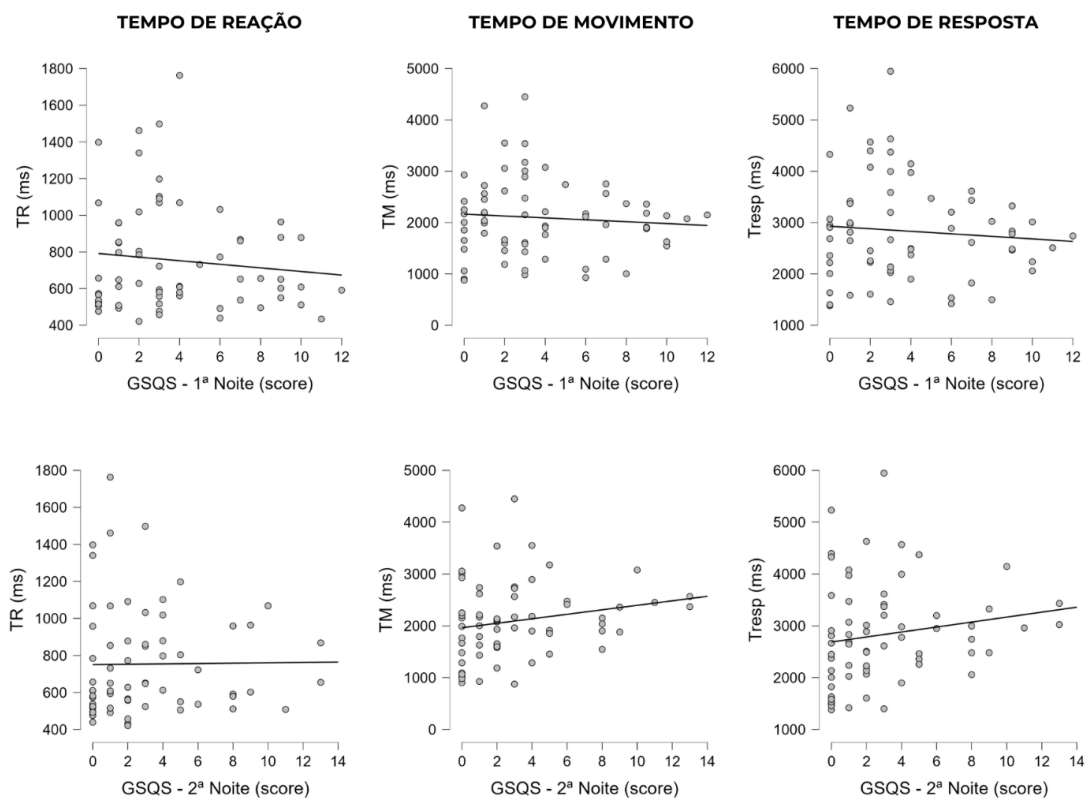 TEMPO DE REAÇÃO
TEMPO DE MOVIMENTO
TEMPO DE RESPOSTA
1800
1600
1400
1200
1000
800
600
400
TR (ms)
0 2 4 6 8 10 12
GSQS - 1ª Noite (score)
5000
4000
3000
2000
1000
0
TM (ms)
0 2 4 6 8 10 12
GSQS - 1ª Noite (score)
6000
5000
4000
3000
2000
1000
Tresp (ms)
0 2 4 6 8 10 12
GSQS - 1ª Noite (score)
1800
1600
1400
1200
1000
800
600
400
TR (ms)
0 2 4 6 8 10 12 14
GSQS - 2ª Noite (score)
5000
4000
3000
2000
1000
0
TM (ms)
0 2 4 6 8 10 12 14
GSQS - 2ª Noite (score)
6000
5000
4000
3000
2000
1000
Tresp (ms)
0 2 4 6 8 10 12 14
GSQS - 2ª Noite (score)